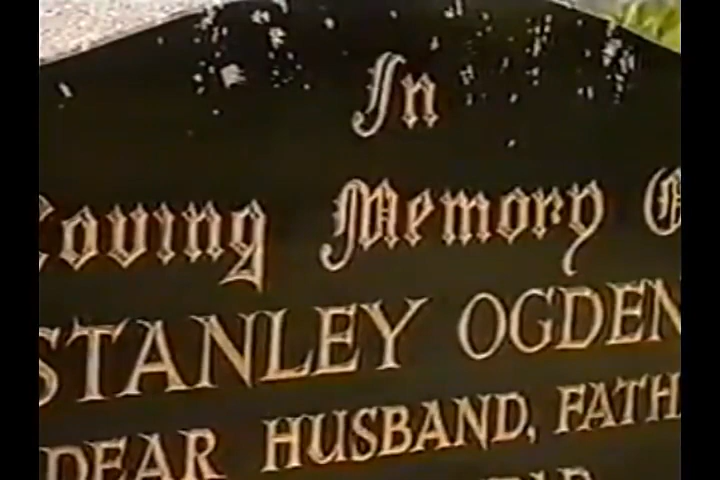 In
Loving Memory O
STANLEY OGDEN
DEAR HUSBAND, FATH